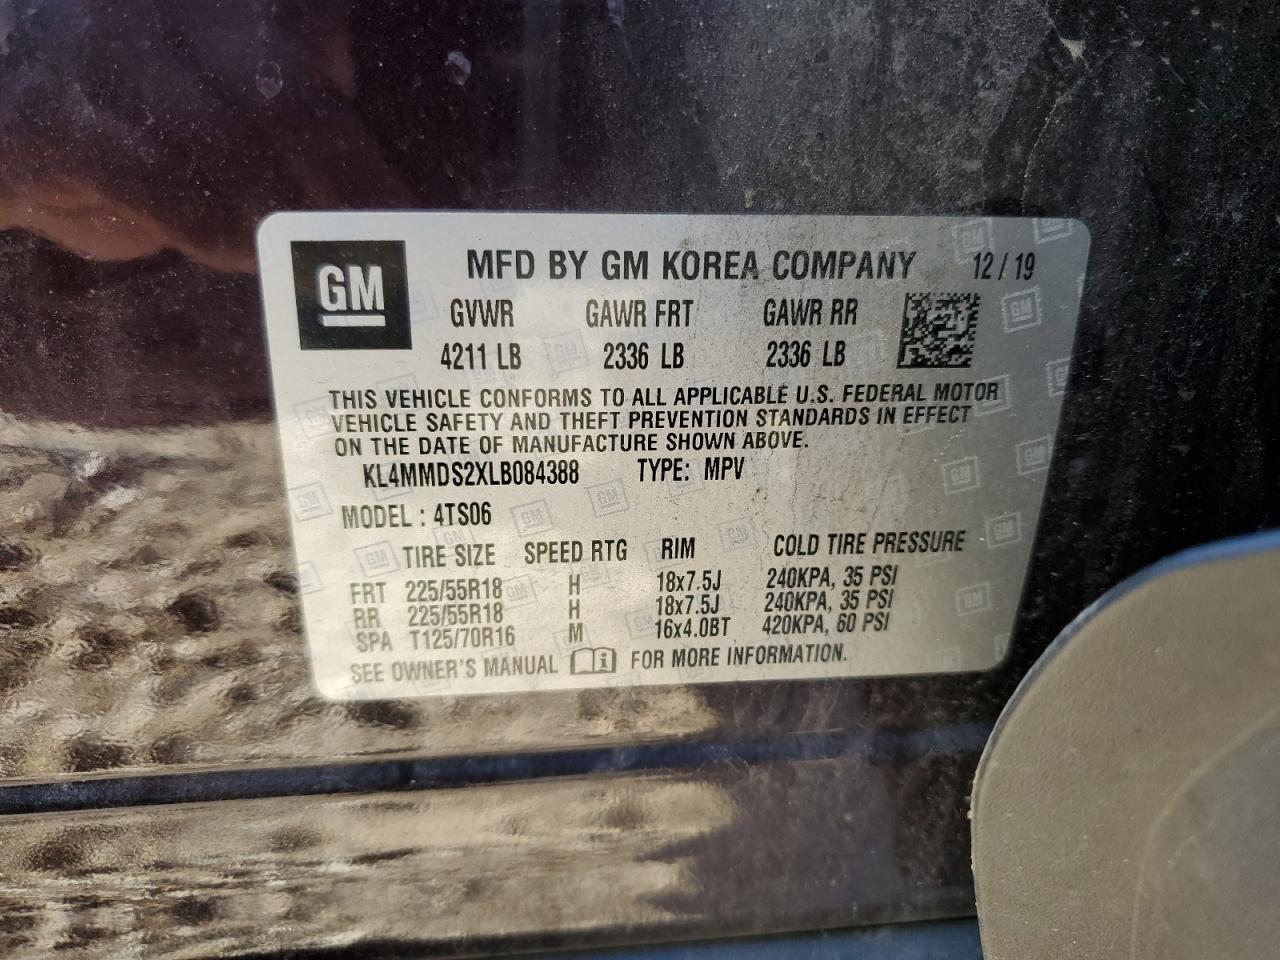 GM
MFD BY GM KOREA COMPANY 12 / 19
GVWR GAWR FRT GAWR RR
4211 LB 2336 LB 2336 LB
THIS VEHICLE CONFORMS TO ALL APPLICABLE U.S. FEDERAL MOTOR
VEHICLE SAFETY AND THEFT PREVENTION STANDARDS IN EFFECT
ON THE DATE OF MANUFACTURE SHOWN ABOVE.
KL4MMDS2XLB084388 TYPE: MPV
MODEL : 4TS06
TIRE SIZE SPEED RTG RIM COLD TIRE PRESSURE
FRT 225/55R18 H 18x7.5J 240KPA, 35 PSI
RR 225/55R18 H 18x7.5J 240KPA, 35 PSI
SPA T125/70R16 M 16x4.0BT 420KPA, 60 PSI
SEE OWNER'S MANUAL FOR MORE INFORMATION.